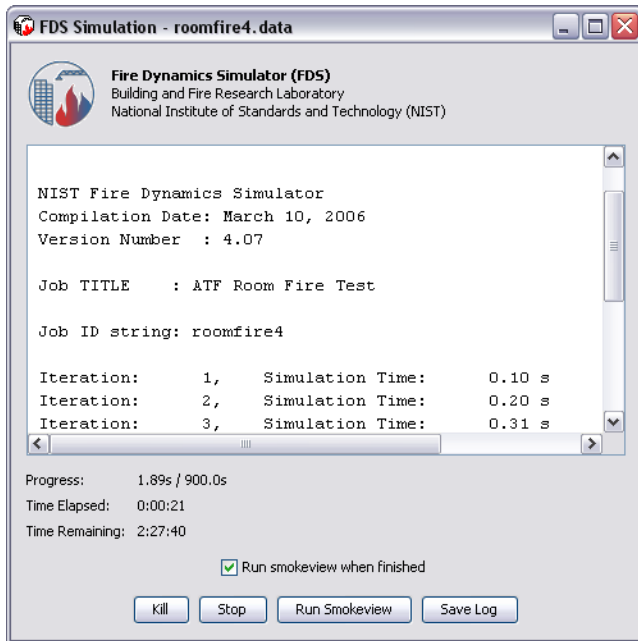 FDS Simulation - roomfire4.data
Fire Dynamics Simulator (FDS)
Building and Fire Research Laboratory
National Institute of Standards and Technology (NIST)
NIST Fire Dynamics Simulator
Compilation Date: March 10, 2006
Version Number : 4.07
Job TITLE : ATF Room Fire Test
Job ID string: roomfire4
Iteration: 1, Simulation Time: 0.10 s
Iteration: 2, Simulation Time: 0.20 s
Iteration: 3, Simulation Time: 0.31 s
Progress: 1.89s / 900.0s
Time Elapsed: 0:00:21
Time Remaining: 2:27:40
Run smokeview when finished
Kill Stop Run Smokeview Save Log